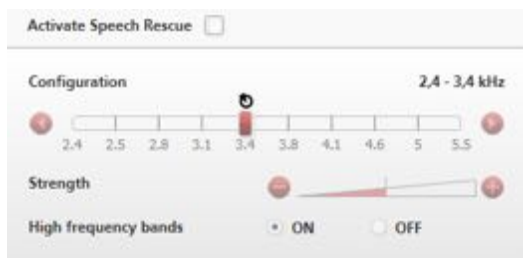 Activate Speech Rescue
Configuration 2,4 - 3,4 kHz
2.4 2.5 2.8 3.1 3.4 3.8 4.1 4.6 5 5.5
Strength
High frequency bands ON OFF